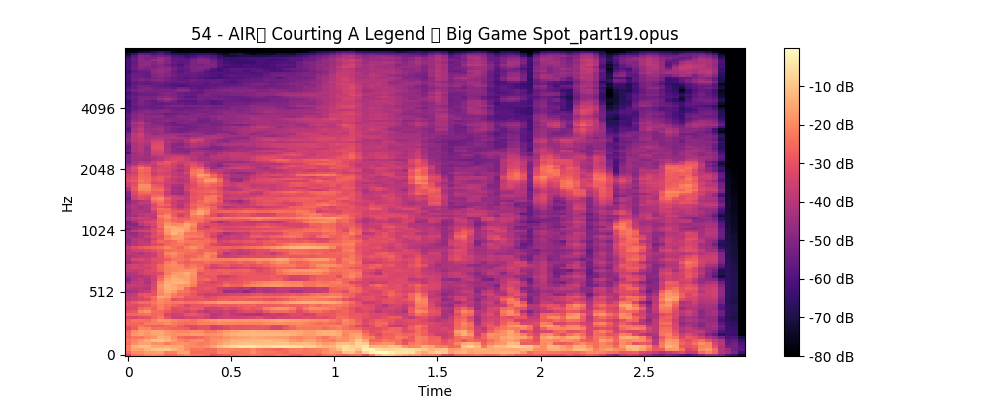 54 - AIR Courting A Legend Big Game Spot_part19.opus
Hz
4096
2048
1024
512
0
0 0.5 1 1.5 2 2.5
Time
-10 dB
-20 dB
-30 dB
-40 dB
-50 dB
-60 dB
-70 dB
-80 dB